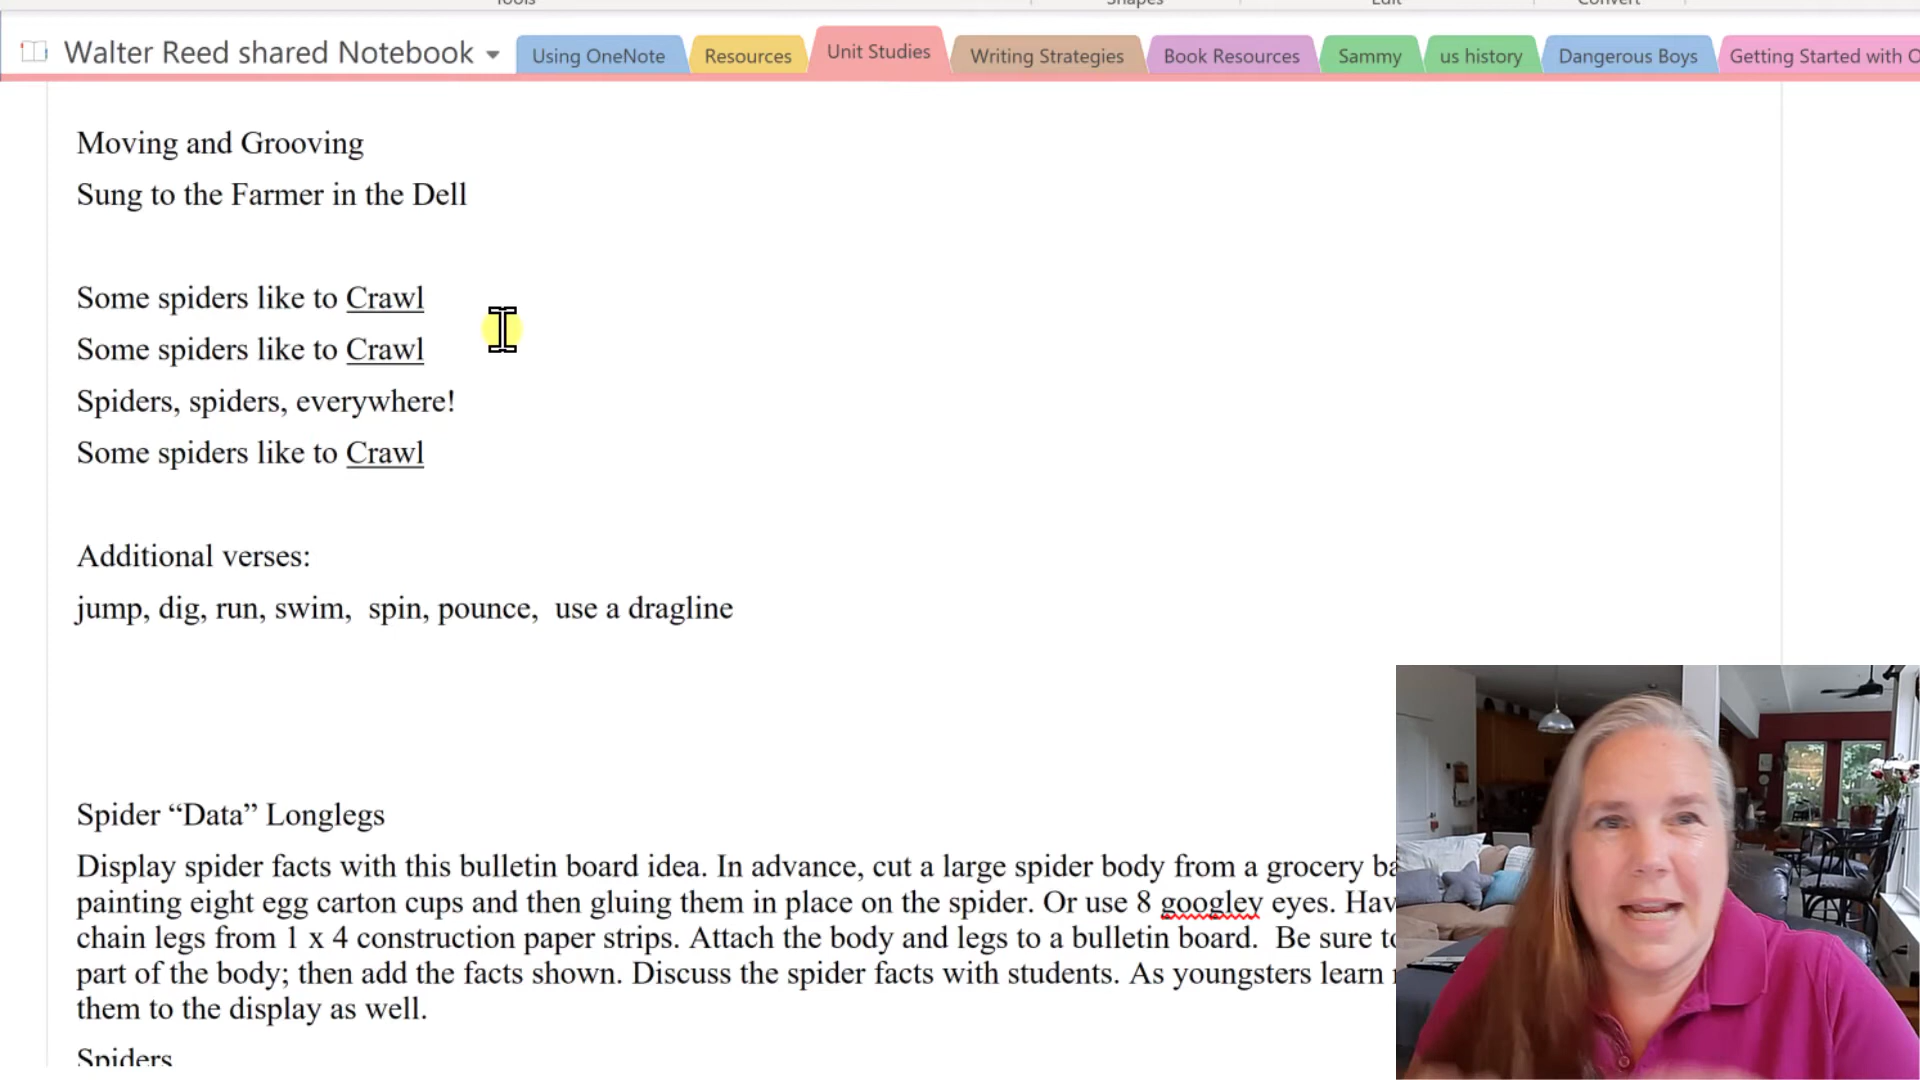 Tools Shapes Edit Convert
Walter Reed shared Notebook Using OneNote Resources Unit Studies Writing Strategies Book Resources Sammy us history Dangerous Boys Getting Started with
Moving and Grooving
Sung to the Farmer in the Dell
Some spiders like to Crawl
Some spiders like to Crawl
Spiders, spiders, everywhere!
Some spiders like to Crawl
Additional verses:
jump, dig, run, swim, spin, pounce, use a dragline
Spider “Data” Longlegs
Display spider facts with this bulletin board idea. In advance, cut a large spider body from a grocery
painting eight egg carton cups and then gluing them in place on the spider. Or use 8 googley eyes.
chain legs from 1 x 4 construction paper strips. Attach the body and legs to a bulletin board. Be sure
part of the body; then add the facts shown. Discuss the spider facts with students. As youngsters learn
them to the display as well.
Spiders